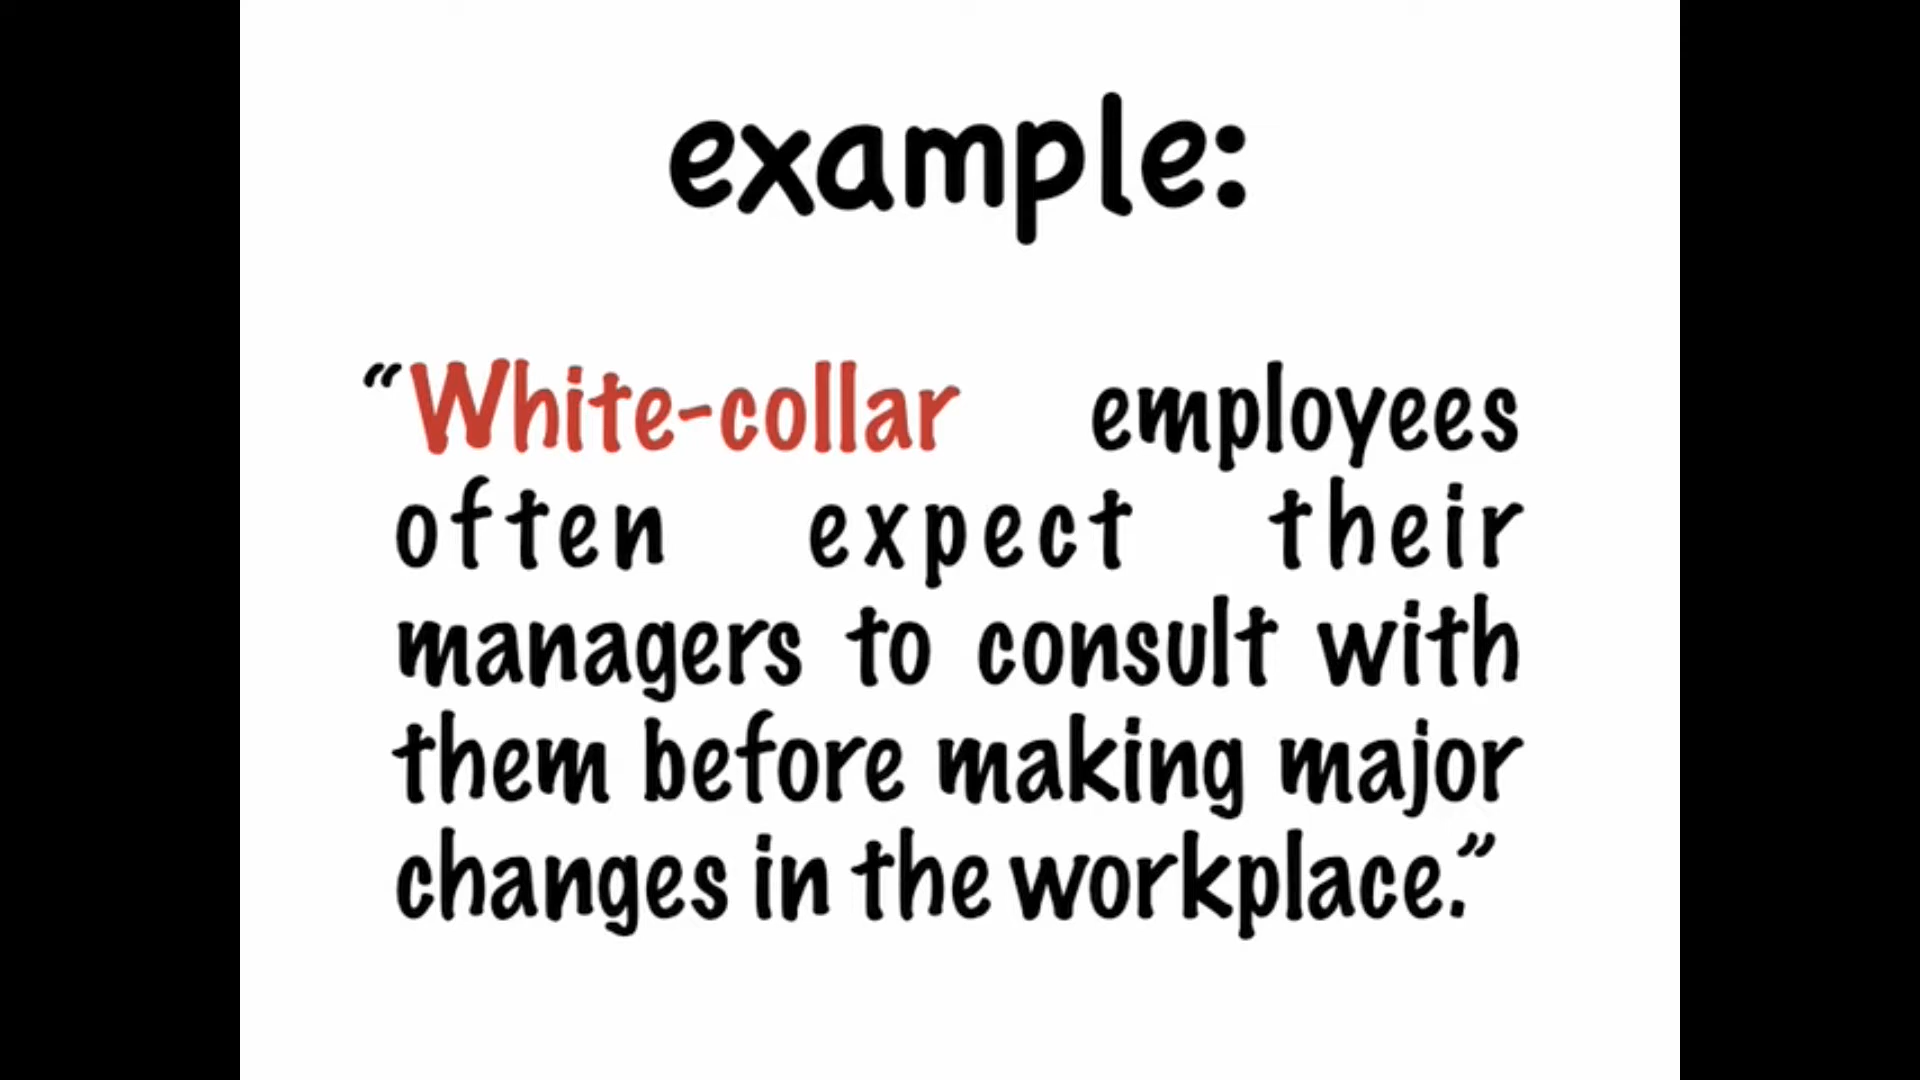 example:
“White-collar employees
often expect their
managers to consult with
them before making major
changes in the workplace.”